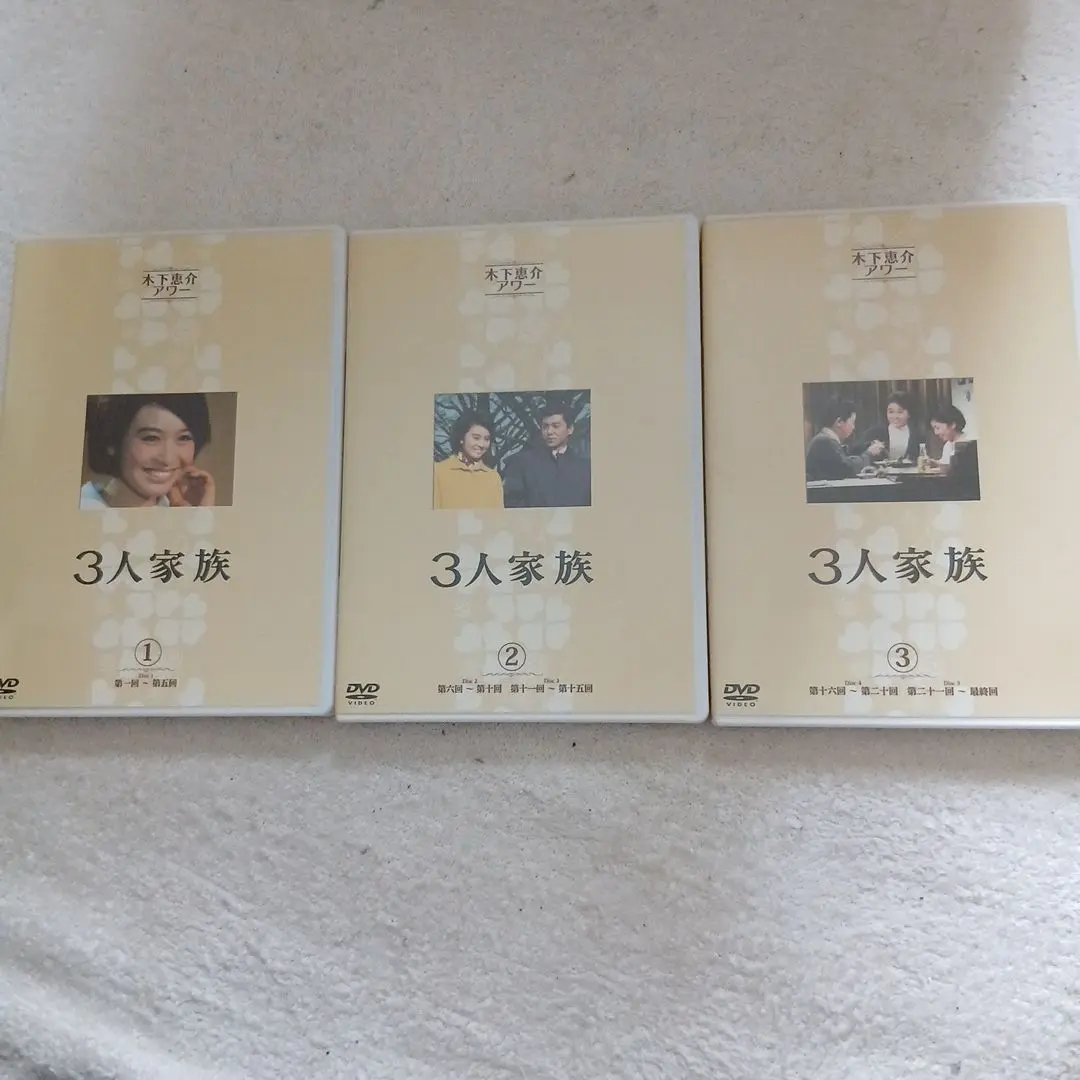 木下惠介
アワー
3人家族
①
Disc 1
第一回 ~ 第五回
DVD
VIDEO
木下惠介
アワー
3人家族
②
Disc 2 Disc 3
第六回 ~ 第十回 第十一回 ~ 第十五回
DVD
VIDEO
木下惠介
アワー
3人家族
③
Disc 4 Disc 5
第十六回 ~ 第二十回 第二十一回 ~ 最終回
DVD
VIDEO